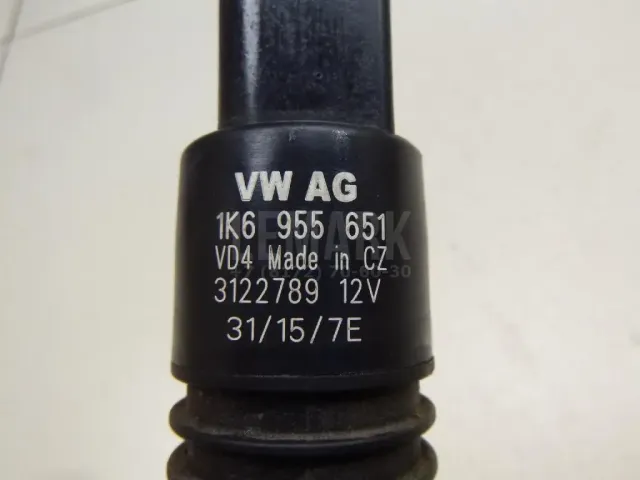 VW AG
1K6 955 651
VD4 Made in CZ
3122789 12V
31/15/7E